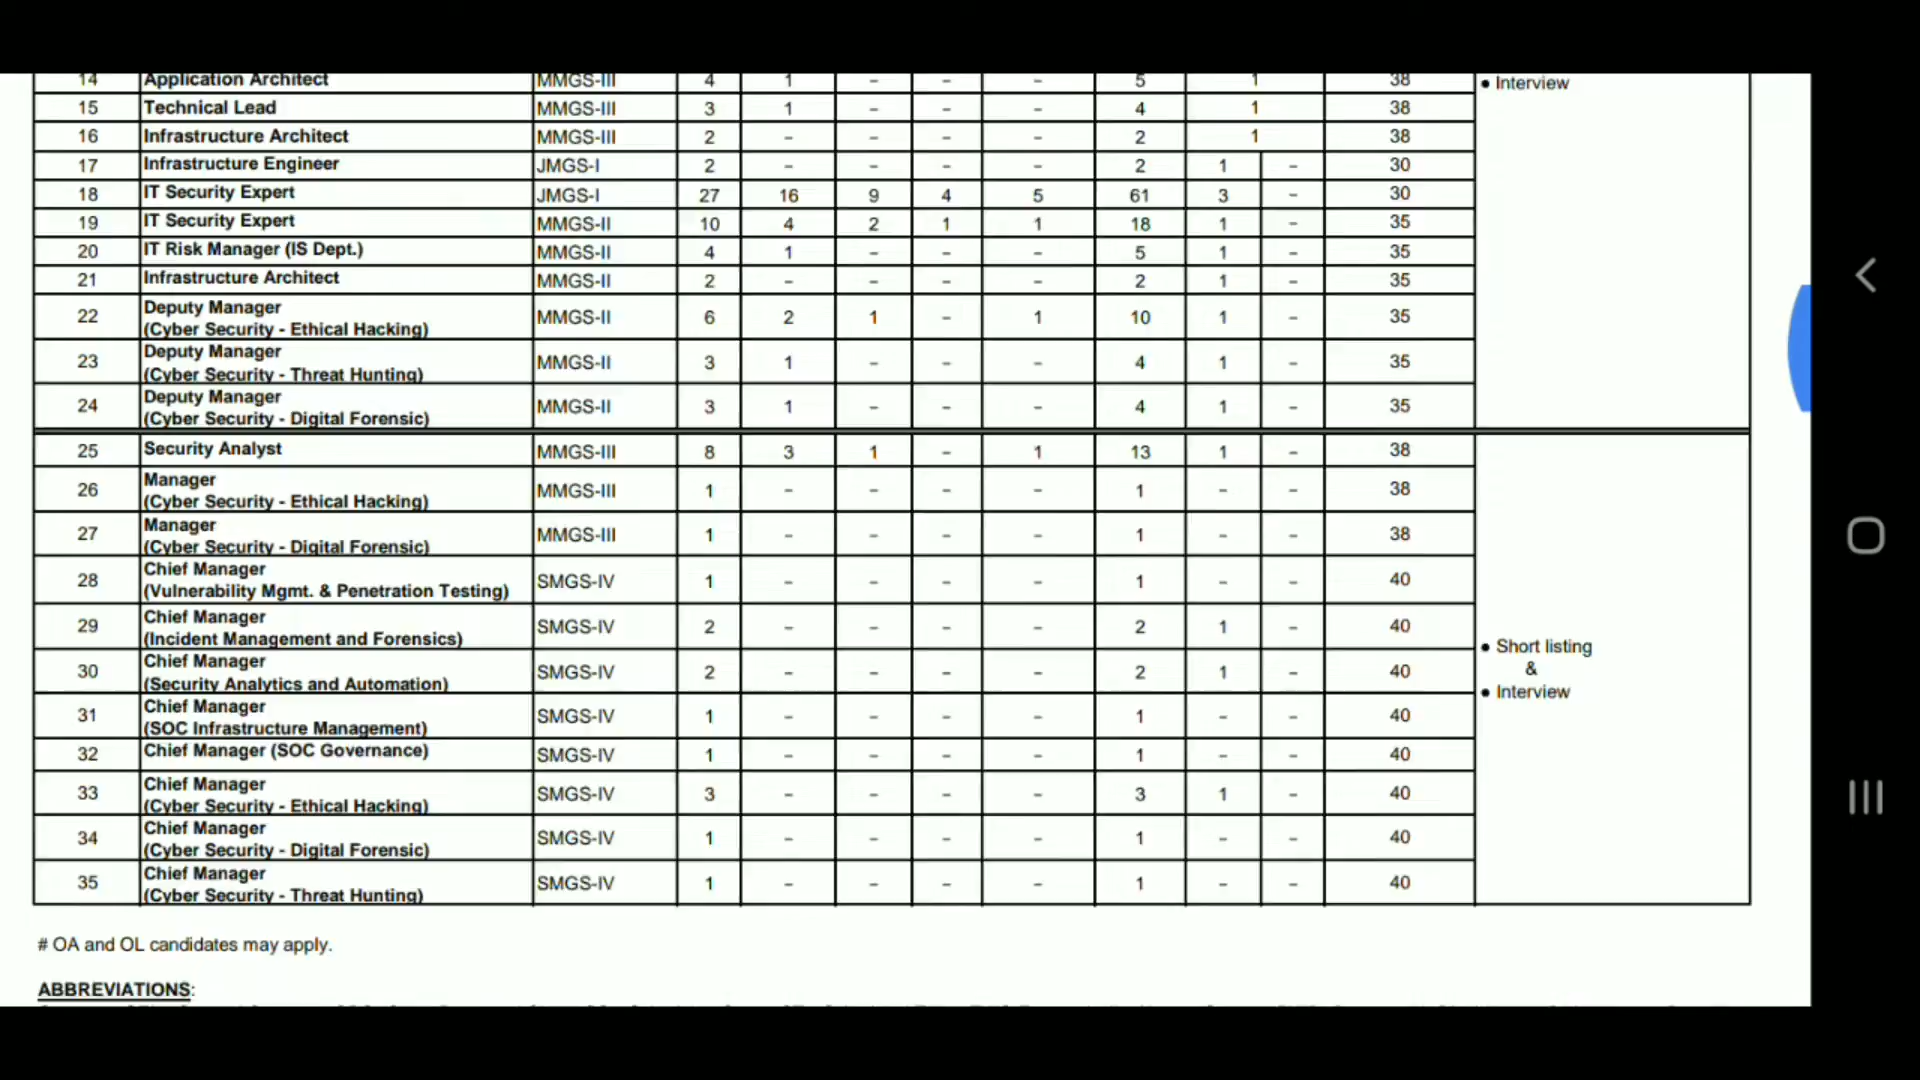 14 Application Architect MMGS-III 4 1 - - - 5 1 38 • Interview
15 Technical Lead MMGS-III 3 1 - - - 4 1 38
16 Infrastructure Architect MMGS-III 2 - - - - 2 1 38
17 Infrastructure Engineer JMGS-I 2 - - - - 2 1 - 30
18 IT Security Expert JMGS-I 27 16 9 4 5 61 3 - 30
19 IT Security Expert MMGS-II 10 4 2 1 1 18 1 - 35
20 IT Risk Manager (IS Dept.) MMGS-II 4 1 - - - 5 1 - 35
21 Infrastructure Architect MMGS-II 2 - - - - 2 1 - 35
22 Deputy Manager
(Cyber Security - Ethical Hacking) MMGS-II 6 2 1 - 1 10 1 - 35
23 Deputy Manager
(Cyber Security - Threat Hunting) MMGS-II 3 1 - - - 4 1 - 35
24 Deputy Manager
(Cyber Security - Digital Forensic) MMGS-II 3 1 - - - 4 1 - 35
25 Security Analyst MMGS-III 8 3 1 - 1 13 1 - 38
26 Manager
(Cyber Security - Ethical Hacking) MMGS-III 1 - - - - 1 - - 38
27 Manager
(Cyber Security - Digital Forensic) MMGS-III 1 - - - - 1 - - 38
28 Chief Manager
(Vulnerability Mgmt. & Penetration Testing) SMGS-IV 1 - - - - 1 - - 40
29 Chief Manager
(Incident Management and Forensics) SMGS-IV 2 - - - - 2 1 - 40
30 Chief Manager
(Security Analytics and Automation) SMGS-IV 2 - - - - 2 1 - 40
• Short listing
&
• Interview
31 Chief Manager
(SOC Infrastructure Management) SMGS-IV 1 - - - - 1 - - 40
32 Chief Manager (SOC Governance) SMGS-IV 1 - - - - 1 - - 40
33 Chief Manager
(Cyber Security - Ethical Hacking) SMGS-IV 3 - - - - 3 1 - 40
34 Chief Manager
(Cyber Security - Digital Forensic) SMGS-IV 1 - - - - 1 - - 40
35 Chief Manager
(Cyber Security - Threat Hunting) SMGS-IV 1 - - - - 1 - - 40
# OA and OL candidates may apply.
ABBREVIATIONS: